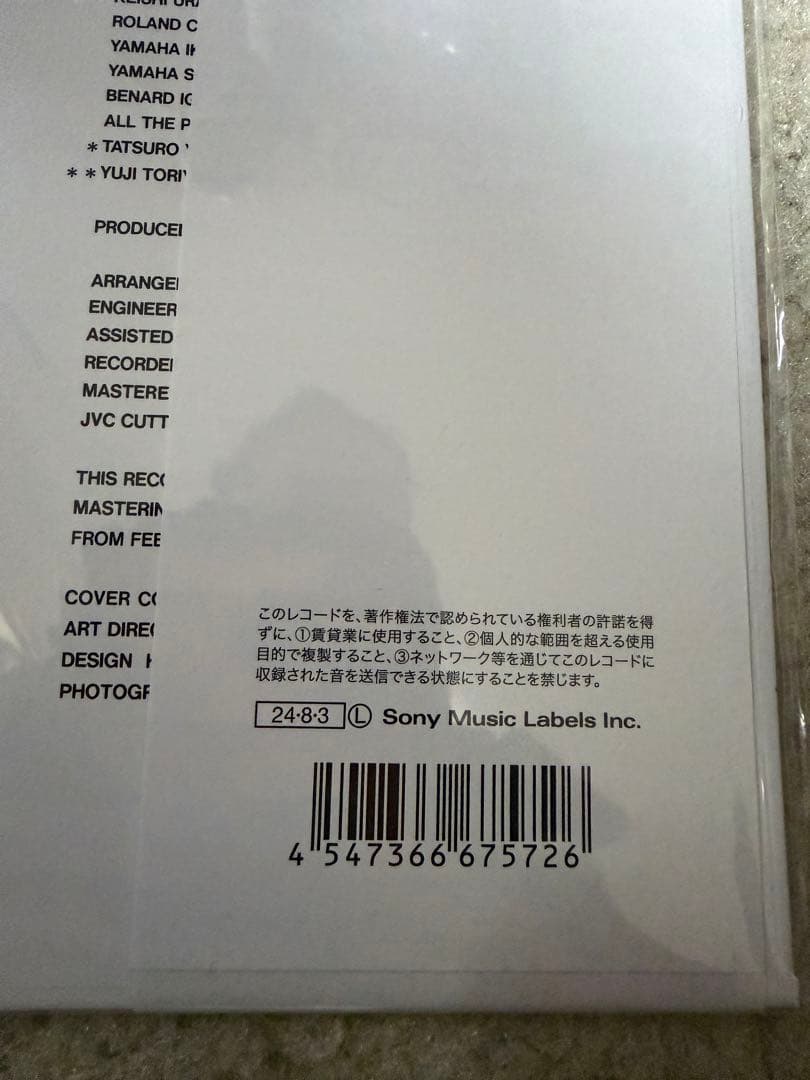 ROLAND C
YAMAHA
YAMAHA S
BENARD
ALL THE P
*TATSURO
**YUJI TORI
PRODUCE
ARRANGE
ENGINEER
ASSISTED
RECORDE
MASTERE
JVC CUTT
THIS REC
MASTERIN
FROM FEE
COVER C
ART DIRE
DESIGN
PHOTOGR
このレコードを、著作権法で認められている権利者の許諾を得
ずに、①賃貸業に使用すること、②個人的な範囲を超える使用
目的で複製すること、③ネットワーク等を通じてこのレコードに
収録された音を送信できる状態にすることを禁じます。
24・8・3 Ⓛ Sony Music Labels Inc.
4 547366 675726